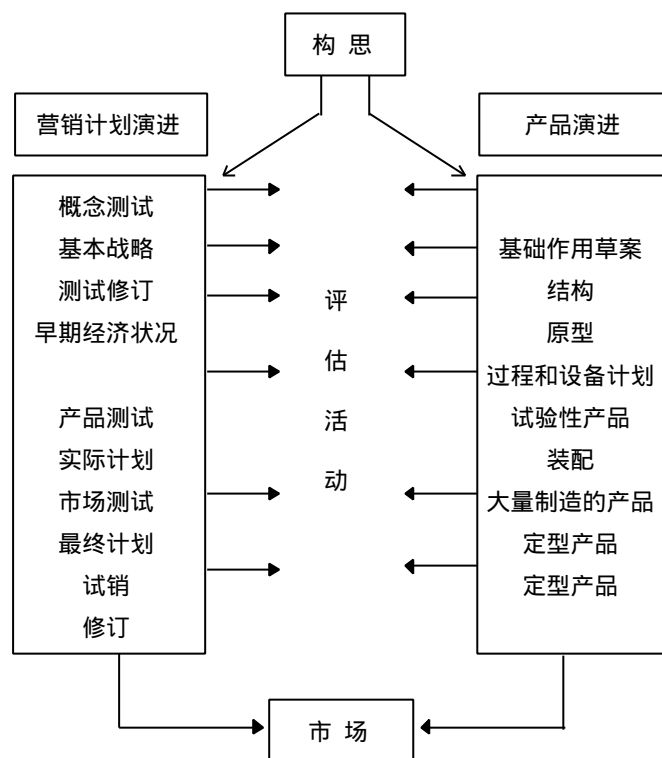 构 思
营销计划演进
产品演进
概念测试
基本战略
测试修订
早期经济状况
产品测试
实际计划
市场测试
最终计划
试销
修订
评
估
活
动
基础作用草案
结构
原型
过程和设备计划
试验性产品
装配
大量制造的产品
定型产品
定型产品
市 场